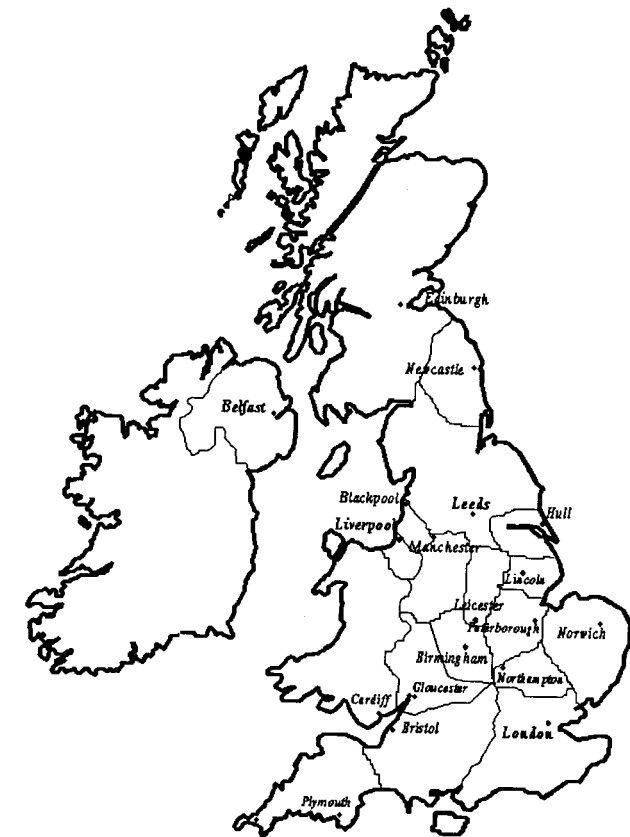 Edinburgh
Newcastle
Belfast
Blackpool
Leeds
Hull
Liverpool
Manchester
Lincoln
Leicester
Peterborough
Norwich
Birmingham
Northampton
Gloucester
Cardiff
Bristol
London
Plymouth